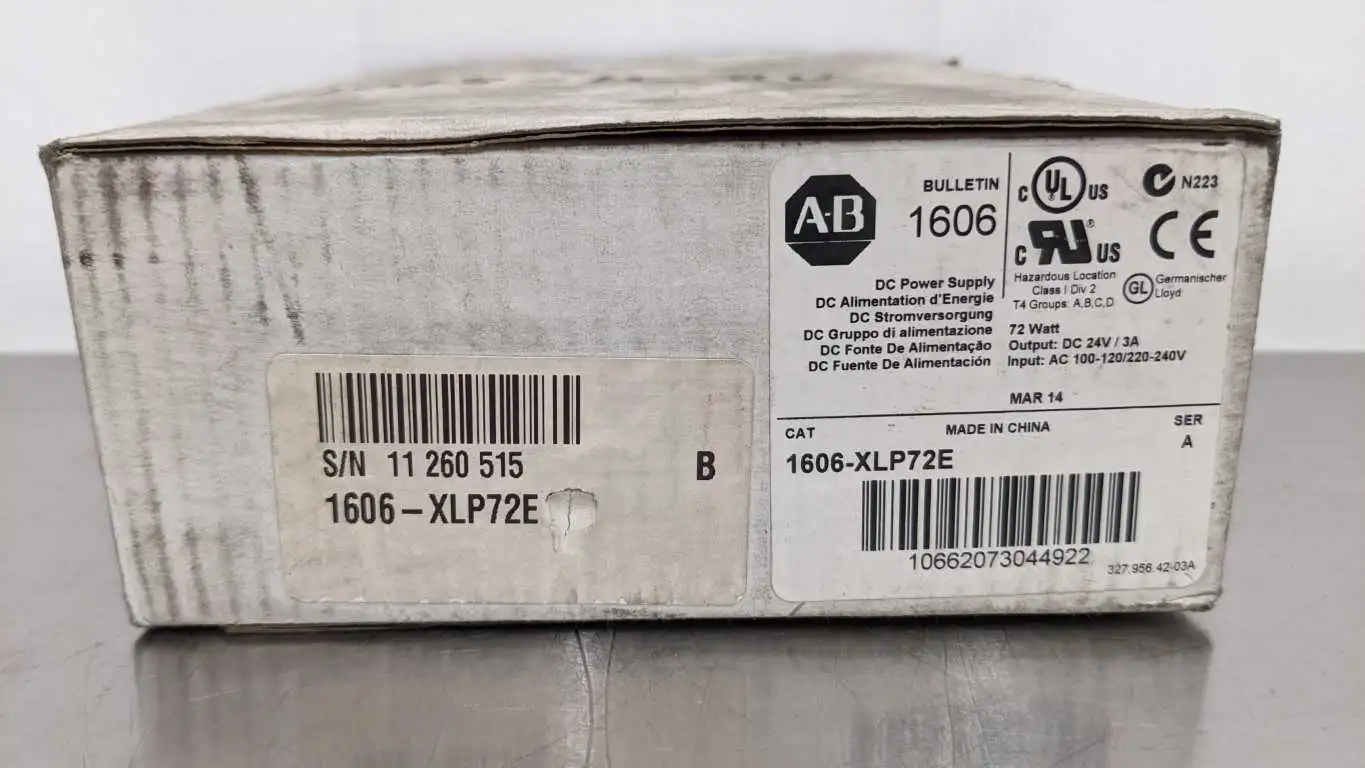 S/N 11 260 515
B
1606-XLP72E
A-B
BULLETIN
1606
DC Power Supply
DC Alimentation d'Energie
DC Stromversorgung
DC Gruppo di alimentazione
DC Fonte De Alimentação
DC Fuente De Alimentación
C UL US
N223
C US
CE
Hazardous Location
Class I Div 2
T4 Groups: A,B,C,D
GL
Germanischer
Lloyd
72 Watt
Output: DC 24V / 3A
Input: AC 100-120/220-240V
MAR 14
CAT
MADE IN CHINA
SER
A
1606-XLP72E
10662073044922
327.956.42-03A